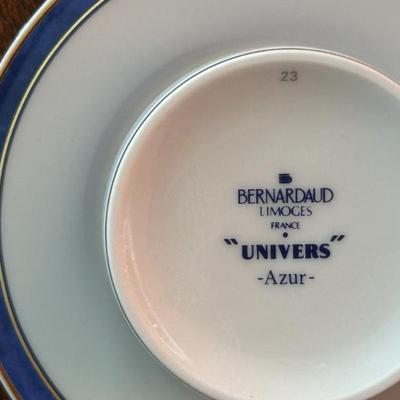 23
BERNARDAUD
LIMOGES
FRANCE
"UNIVERS"
-Azur-